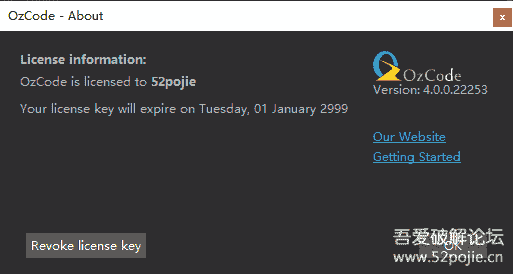 OzCode - About
x
License information:
OzCode is licensed to 52pojie
Your license key will expire on Tuesday, 01 January 2999
OzCode
Version: 4.0.0.22253
Our Website
Getting Started
Revoke license key
OK
吾爱破解论坛
www.52pojie.cn